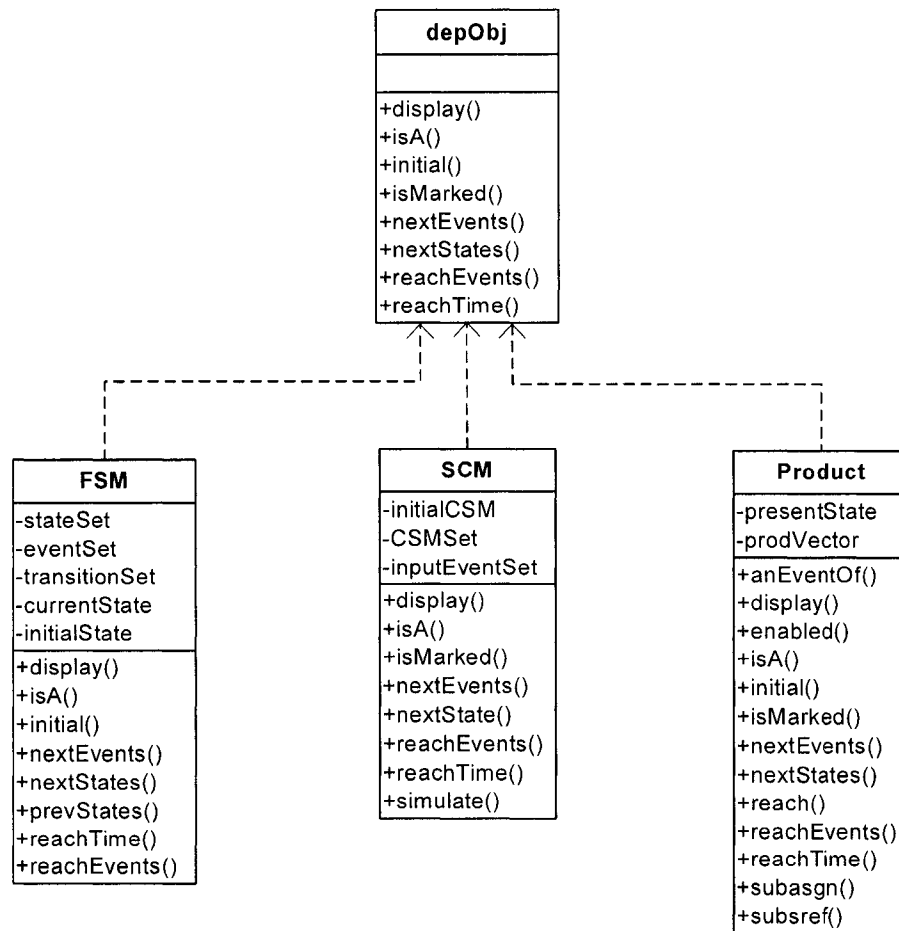 depObj
+display()
+isA()
+initial()
+isMarked()
+nextEvents()
+nextStates()
+reachEvents()
+reachTime()
FSM
-stateSet
-eventSet
-transitionSet
-currentState
-initialState
+display()
+isA()
+initial()
+nextEvents()
+nextStates()
+prevStates()
+reachTime()
+reachEvents()
SCM
-initialCSM
-CSMSet
-inputEventSet
+display()
+isA()
+isMarked()
+nextEvents()
+nextState()
+reachEvents()
+reachTime()
+simulate()
Product
-presentState
-prodVector
+anEventOf()
+display()
+enabled()
+isA()
+initial()
+isMarked()
+nextEvents()
+nextStates()
+reach()
+reachEvents()
+reachTime()
+subasgn()
+subsref()